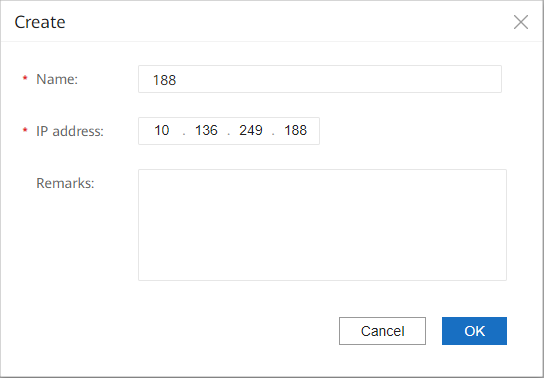 Create
* Name: 188
* IP address: 10 . 136 . 249 . 188
Remarks:
Cancel OK